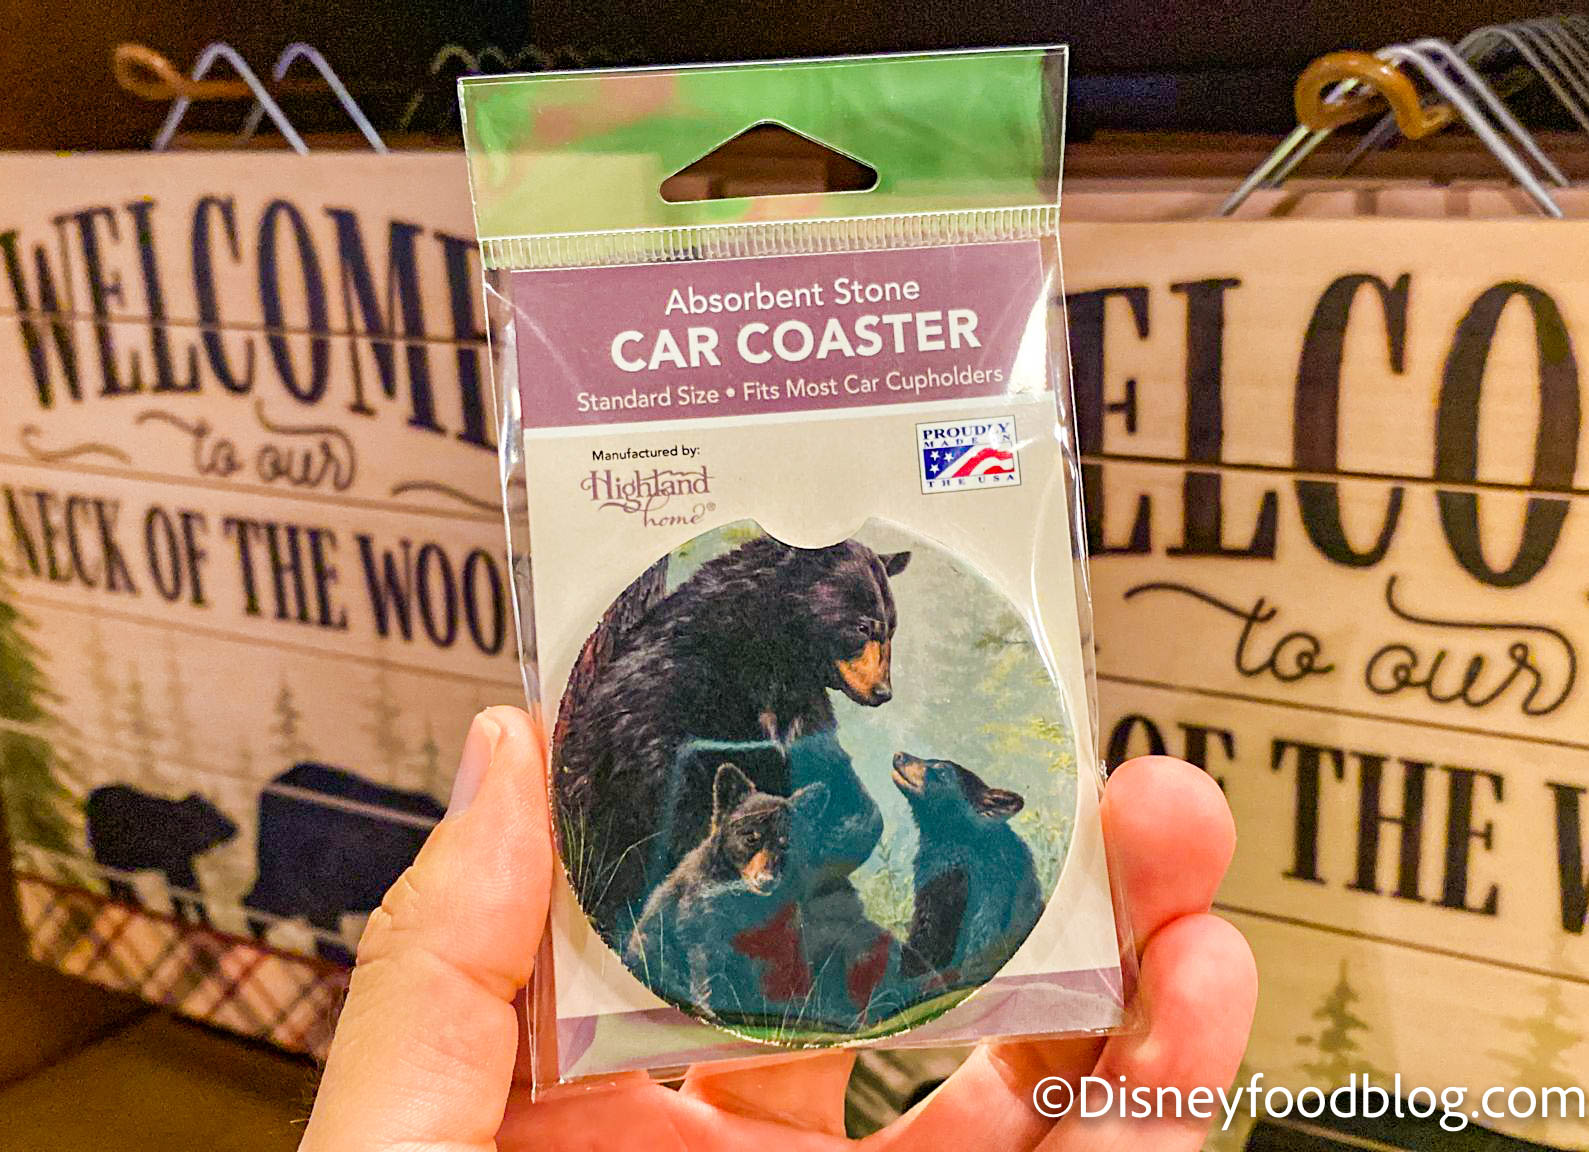 WELCOME
to our
NECK OF THE WOO
Absorbent Stone
CAR COASTER
Standard Size • Fits Most Car Cupholders
Manufactured by:
Highland
home®
PROUDLY
MADE IN
THE USA
ELCO
to our
OF THE W
©Disneyfoodblog.com